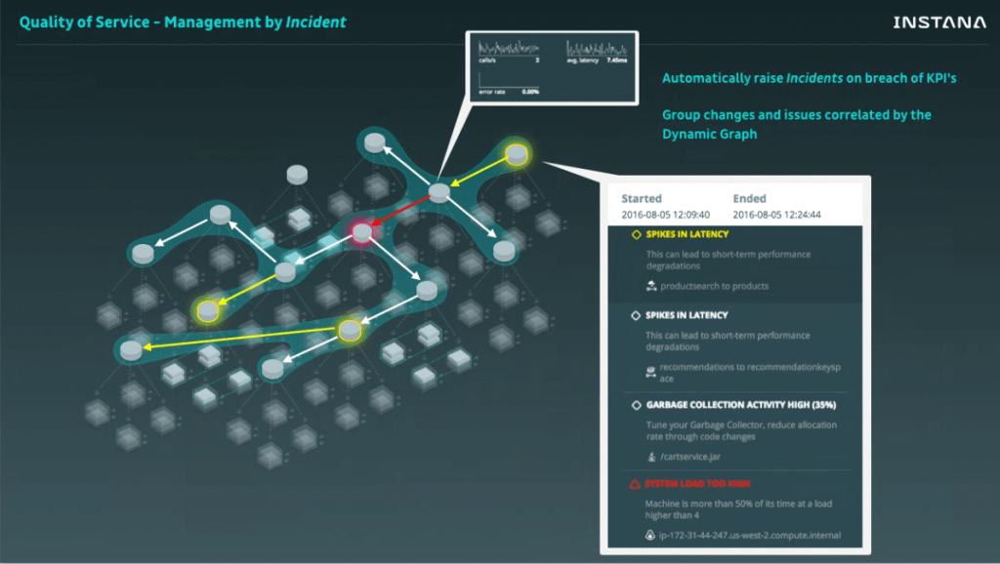 Quality of Service - Management by Incident
INSTANA
calls/s 2
avg. latency 7.45ms
error rate 0.00%
Automatically raise Incidents on breach of KPI's
Group changes and issues correlated by the
Dynamic Graph
Started Ended
2016-08-05 12:09:40 2016-08-05 12:24:44
SPIKES IN LATENCY
This can lead to short-term performance
degradations
productsearch to products
SPIKES IN LATENCY
This can lead to short-term performance
degradations
recommendations to recommendationkeysp
ace
GARBAGE COLLECTION ACTIVITY HIGH (35%)
Tune your Garbage Collector, reduce allocation
rate through code changes
/cartservice.jar
SYSTEM LOAD TOO HIGH
Machine is more than 50% of its time at a load
higher than 4
ip-172-31-44-247.us-west-2.compute.internal